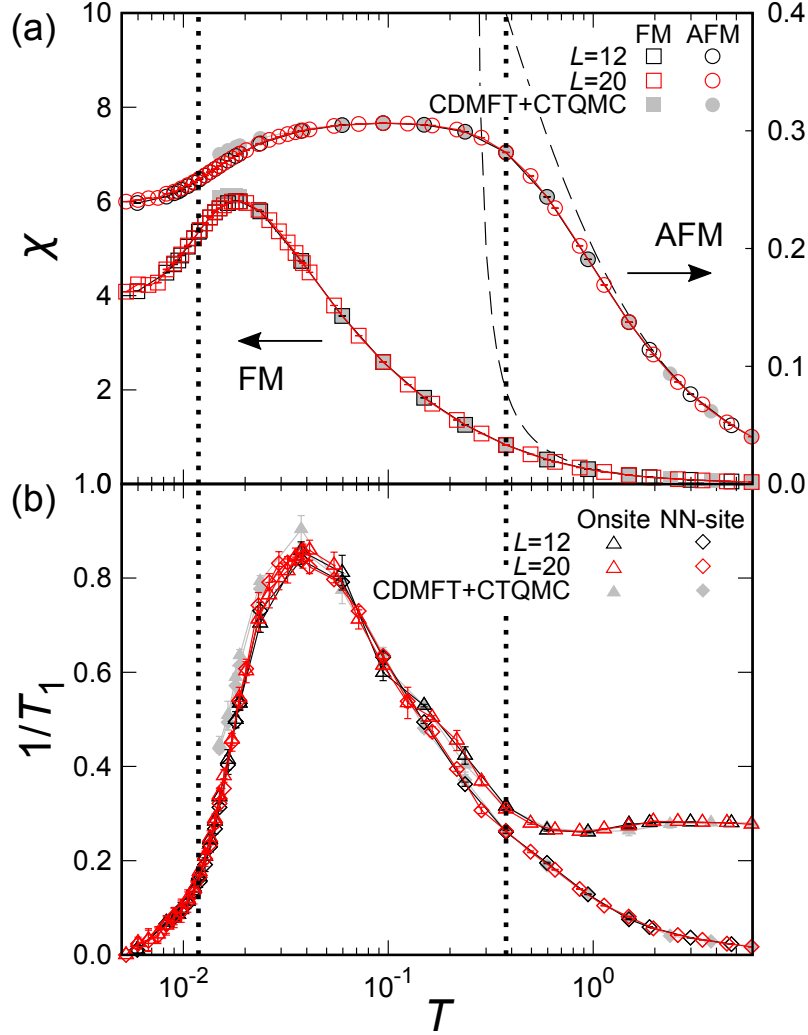 (a)
10
8
6
4
2
0
χ
0.4
0.3
0.2
0.1
0.0
FM AFM
L=12
L=20
CDMFT+CTQMC
AFM
FM
(b)
1.0
0.8
0.6
0.4
0.2
0.0
1/T₁
Onsite NN-site
L=12
L=20
CDMFT+CTQMC
10⁻² 10⁻¹ 10⁰
T